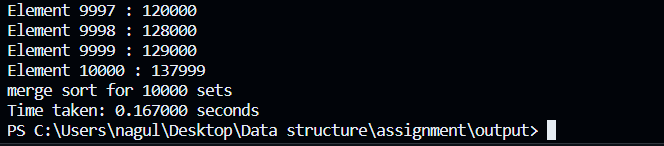 Element 9997 : 120000
Element 9998 : 128000
Element 9999 : 129000
Element 10000 : 137999
merge sort for 10000 sets
Time taken: 0.167000 seconds
PS C:\Users\nagul\Desktop\Data structure\assignment\output>